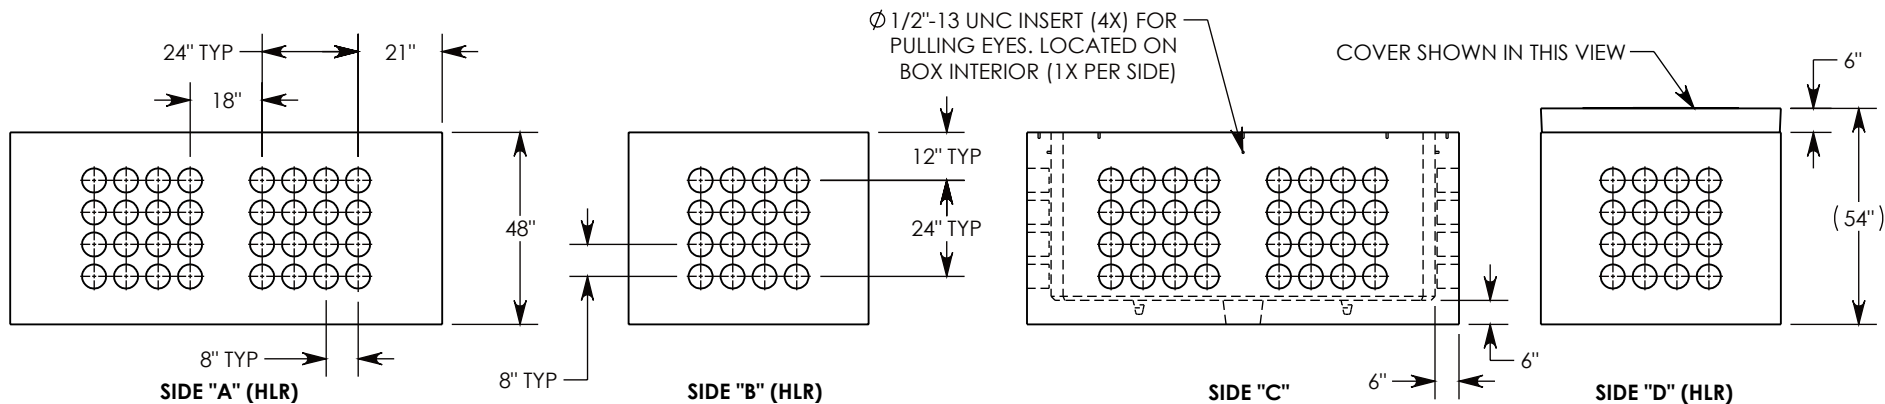 24" TYP
21"
18"
48"
8" TYP
SIDE "A" (HLR)
12" TYP
24" TYP
8" TYP
SIDE "B" (HLR)
Ø 1/2"-13 UNC INSERT (4X) FOR
PULLING EYES. LOCATED ON
BOX INTERIOR (1X PER SIDE)
6"
6"
SIDE "C"
COVER SHOWN IN THIS VIEW
6"
(54")
SIDE "D" (HLR)